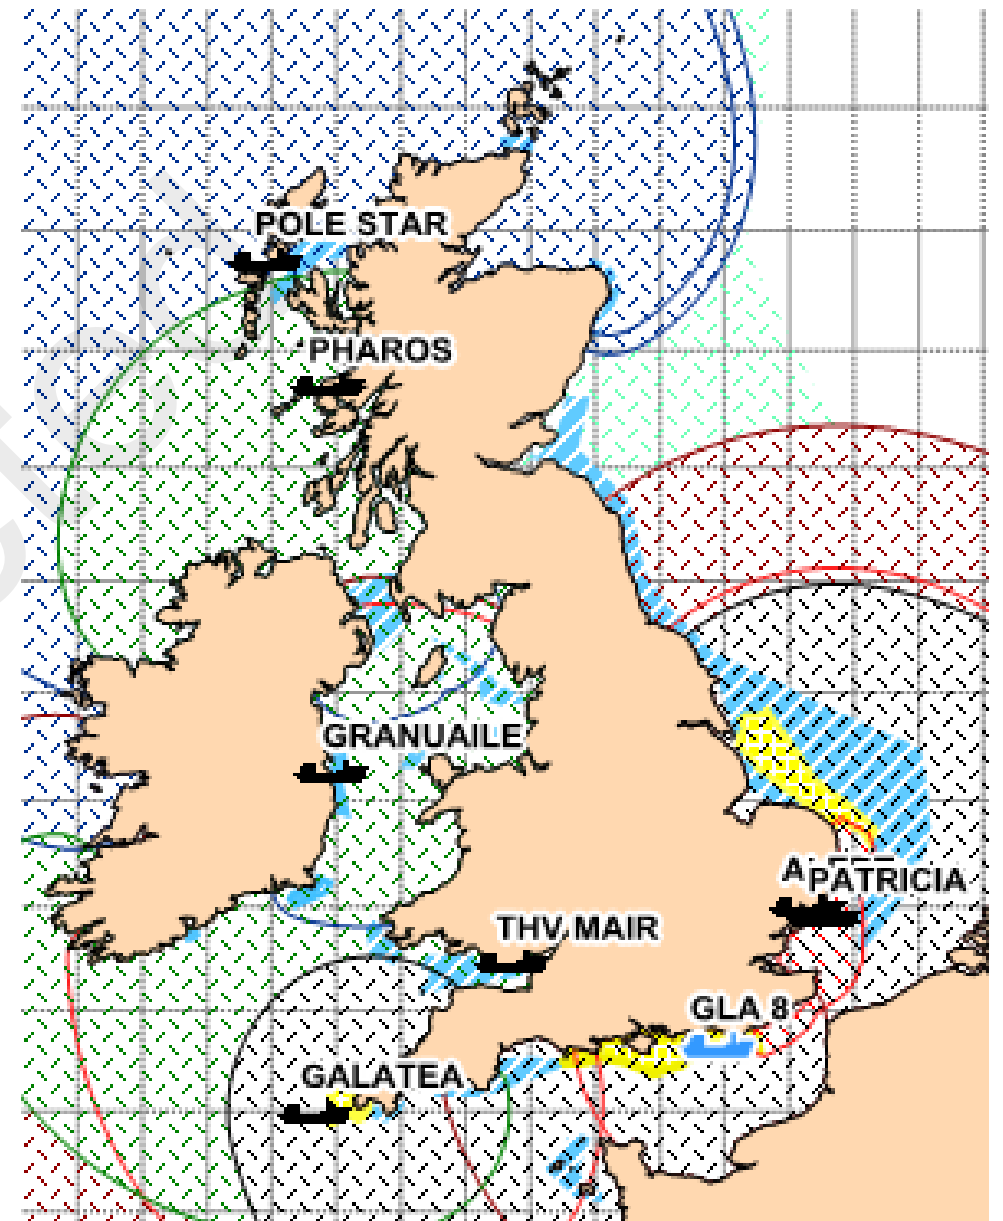 POLE STAR
PHAROS
GRANUAILE
PATRICIA
THV MAIR
GLA 8
GALATEA